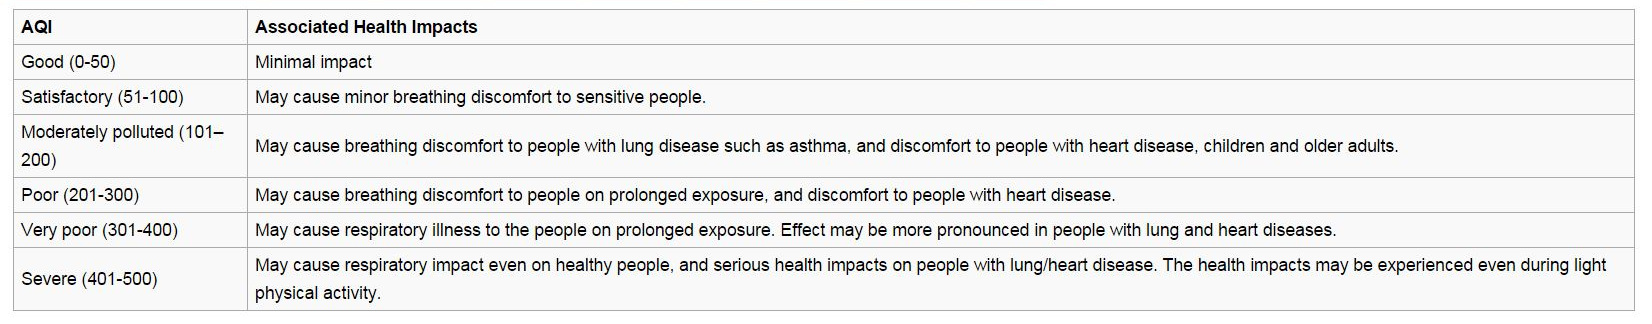 AQI
Associated Health Impacts
Good (0-50)
Minimal impact
Satisfactory (51-100)
May cause minor breathing discomfort to sensitive people.
Moderately polluted (101–
200)
May cause breathing discomfort to people with lung disease such as asthma, and discomfort to people with heart disease, children and older adults.
Poor (201-300)
May cause breathing discomfort to people on prolonged exposure, and discomfort to people with heart disease.
Very poor (301-400)
May cause respiratory illness to the people on prolonged exposure. Effect may be more pronounced in people with lung and heart diseases.
Severe (401-500)
May cause respiratory impact even on healthy people, and serious health impacts on people with lung/heart disease. The health impacts may be experienced even during light
physical activity.